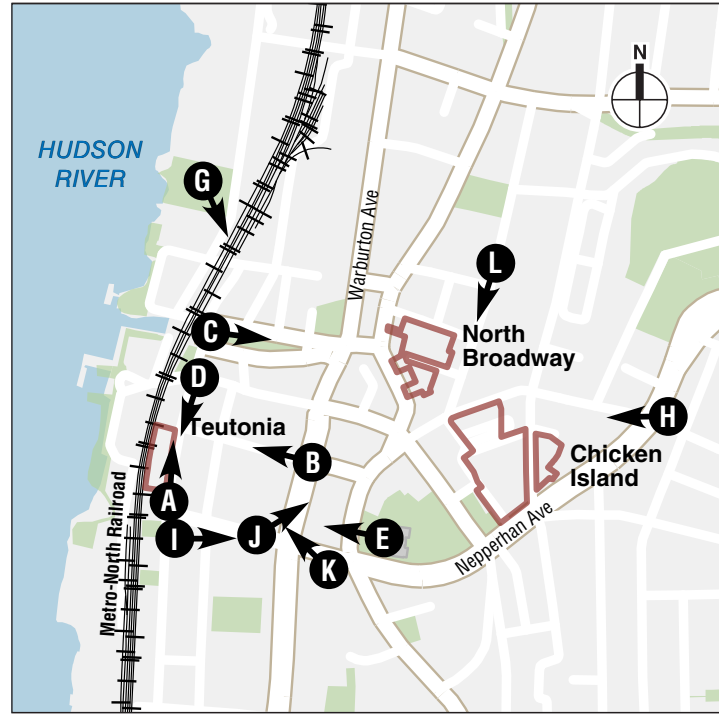 N
HUDSON
RIVER
G
Warburton Ave
L
C
North
Broadway
D
Teutonia
H
B
Chicken
Island
Metro-North Railroad
A
Nepperhan Ave
I
J
E
K